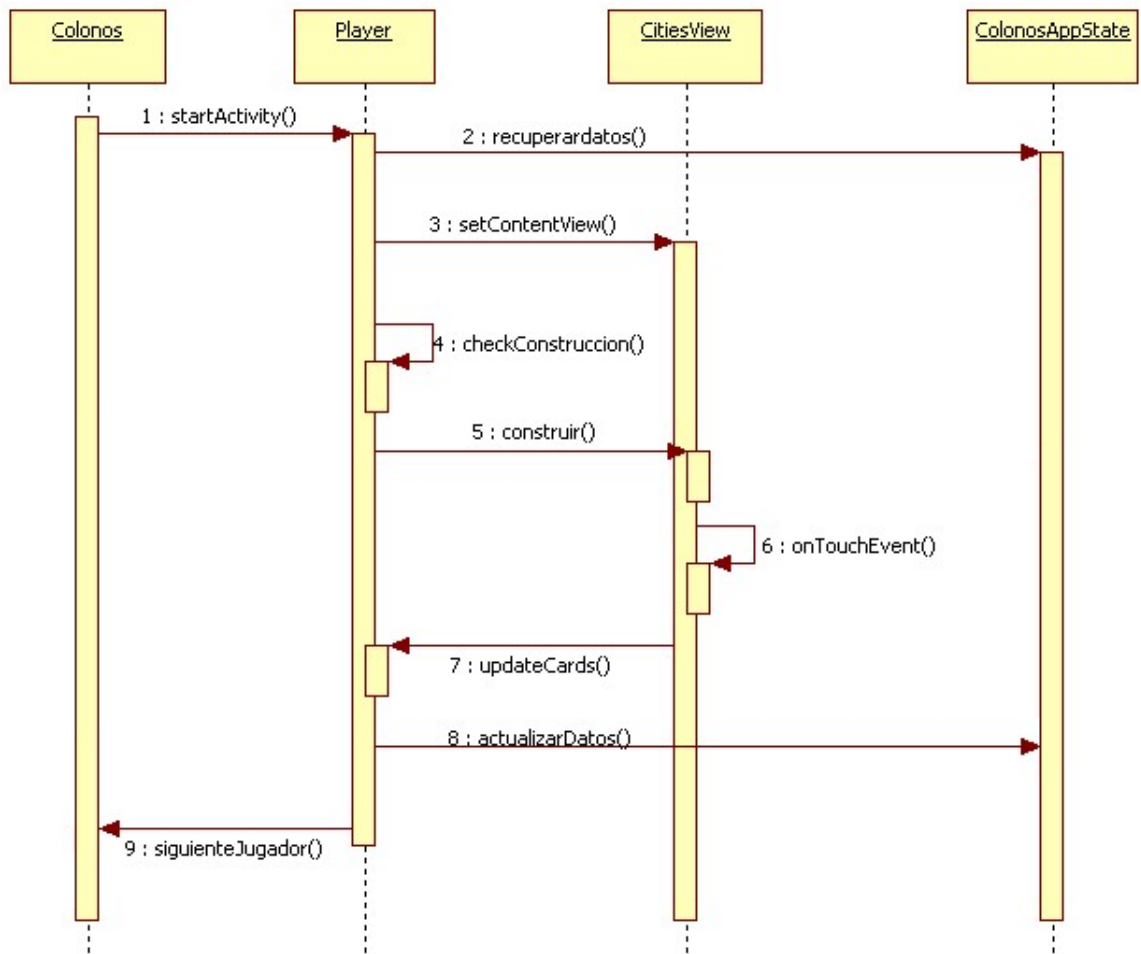 Colonos
Player
CitiesView
ColonosAppState
1 : startActivity()
2 : recuperardatos()
3 : setContentView()
4 : checkConstruccion()
5 : construir()
6 : onTouchEvent()
7 : updateCards()
8 : actualizarDatos()
9 : siguienteJugador()